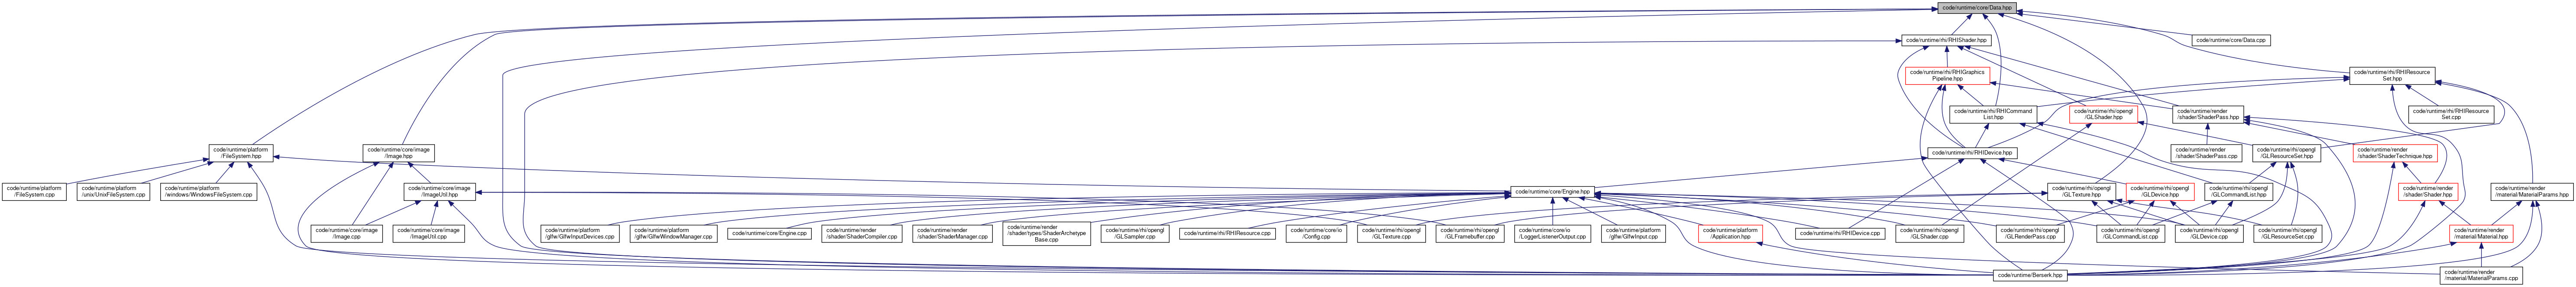 code/runtime/core/Data.hpp
code/runtime/rhi/RHIShader.hpp
code/runtime/core/Data.cpp
code/runtime/rhi/RHIGraphics
Pipeline.hpp
code/runtime/rhi/RHIResource
Set.hpp
code/runtime/rhi/RHICommand
List.hpp
code/runtime/rhi/opengl
/GLShader.hpp
code/runtime/render
/shader/ShaderPass.hpp
code/runtime/rhi/RHIResource
Set.cpp
code/runtime/platform
/FileSystem.hpp
code/runtime/core/image
/Image.hpp
code/runtime/rhi/RHIDevice.hpp
code/runtime/render
/shader/ShaderPass.cpp
code/runtime/rhi/opengl
/GLResourceSet.hpp
code/runtime/render
/shader/ShaderTechnique.hpp
code/runtime/platform
/FileSystem.cpp
code/runtime/platform
/unix/UnixFileSystem.cpp
code/runtime/platform
/windows/WindowsFileSystem.cpp
code/runtime/core/image
/ImageUtil.hpp
code/runtime/core/Engine.hpp
code/runtime/rhi/opengl
/GLTexture.hpp
code/runtime/rhi/opengl
/GLDevice.hpp
code/runtime/rhi/opengl
/GLCommandList.hpp
code/runtime/render
/shader/Shader.hpp
code/runtime/render
/material/MaterialParams.hpp
code/runtime/core/image
/Image.cpp
code/runtime/core/image
/ImageUtil.cpp
code/runtime/platform
/glfw/GlfwInputDevices.cpp
code/runtime/platform
/glfw/GlfwWindowManager.cpp
code/runtime/core/Engine.cpp
code/runtime/render
/shader/ShaderCompiler.cpp
code/runtime/render
/shader/ShaderManager.cpp
code/runtime/render
/shader/types/ShaderArchetype
Base.cpp
code/runtime/rhi/opengl
/GLSampler.cpp
code/runtime/rhi/RHIResource.cpp
code/runtime/core/io
/Config.cpp
code/runtime/rhi/opengl
/GLTexture.cpp
code/runtime/rhi/opengl
/GLFramebuffer.cpp
code/runtime/core/io
/LoggerListenerOutput.cpp
code/runtime/platform
/glfw/GlfwInput.cpp
code/runtime/platform
/Application.hpp
code/runtime/rhi/RHIDevice.cpp
code/runtime/rhi/opengl
/GLShader.cpp
code/runtime/rhi/opengl
/GLRenderPass.cpp
code/runtime/rhi/opengl
/GLCommandList.cpp
code/runtime/rhi/opengl
/GLDevice.cpp
code/runtime/rhi/opengl
/GLResourceSet.cpp
code/runtime/render
/material/Material.hpp
code/runtime/Berserk.hpp
code/runtime/render
/material/MaterialParams.cpp